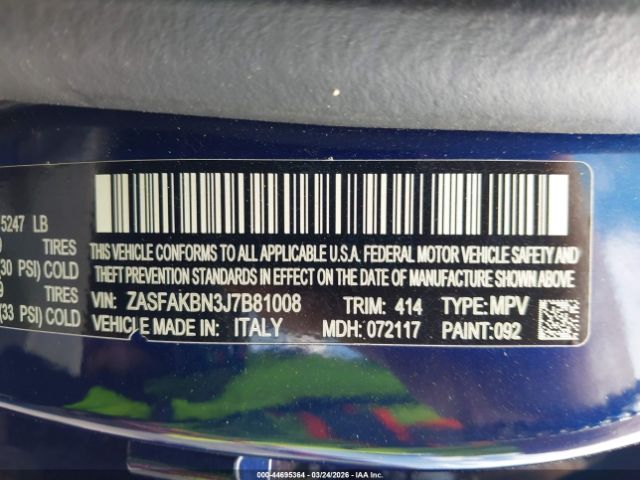 5247 LB
TIRES
(30 PSI) COLD
TIRES
(33 PSI) COLD
THIS VEHICLE CONFORMS TO ALL APPLICABLE U.S.A. FEDERAL MOTOR VEHICLE SAFETY AND
THEFT PREVENTION STANDARDS IN EFFECT ON THE DATE OF MANUFACTURE SHOWN ABOVE
VIN: ZASFAKBN3J7B81008 TRIM: 414 TYPE: MPV
VEHICLE MADE IN: ITALY MDH: 072117 PAINT: 092
000-44695364 | 03/24/2026 | IAA Inc.